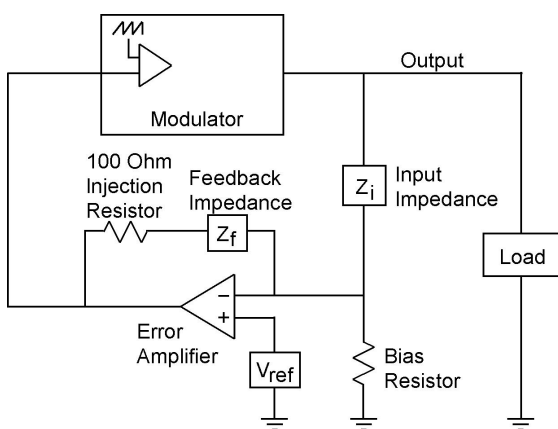 Modulator
Output
100 Ohm
Injection
Resistor
Feedback
Impedance
Zf
Zi
Input
Impedance
Load
−
+
Error
Amplifier
Vref
Bias
Resistor